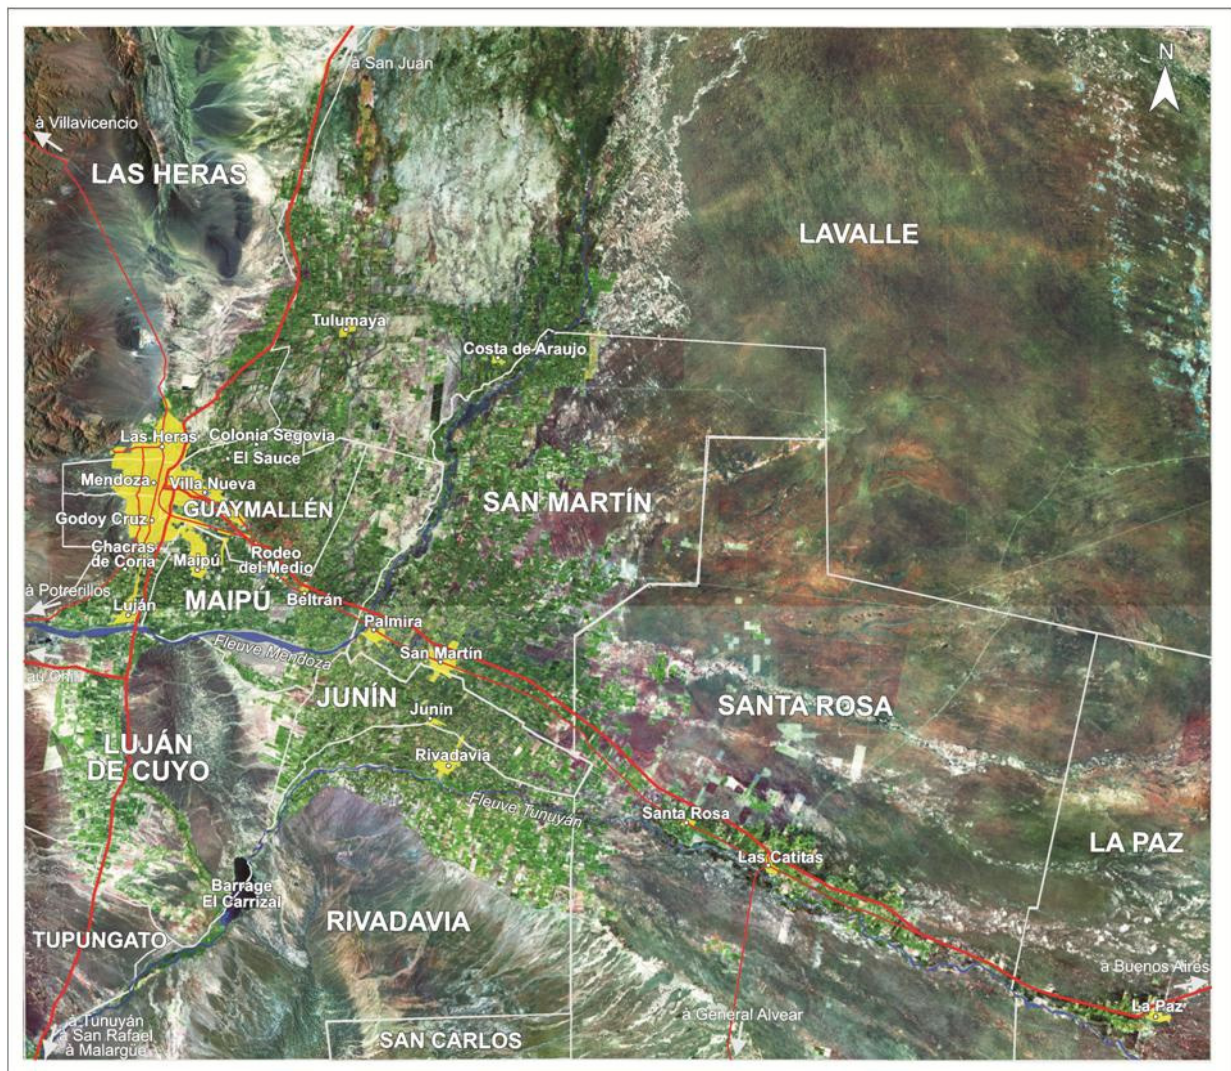 N
à San Juan
à Villavicencio
LAS HERAS
LAVALLE
Tulumaya
Costa de Araujo
Las Heras
Colonia Segovia
El Sauce
Mendoza
Villa Nueva
SAN MARTÍN
GUAYMALLÉN
Godoy Cruz
Chacras
de Coria
Maipú
Rodeo
del Medio
à Potrerillos
Luján
MAIPÚ
Beltrán
Palmira
Fleuve Mendoza
San Martín
JUNÍN
SANTA ROSA
Junín
LUJÁN
DE CUYO
Rivadavia
Fleuve Tunuyán
Santa Rosa
LA PAZ
Las Catitas
Barrage
El Carrizal
RIVADAVIA
TUPUNGATO
à Buenos Aires
La Paz
à Tunuyán
à San Rafael
à Malargüe
à General Alvear
SAN CARLOS